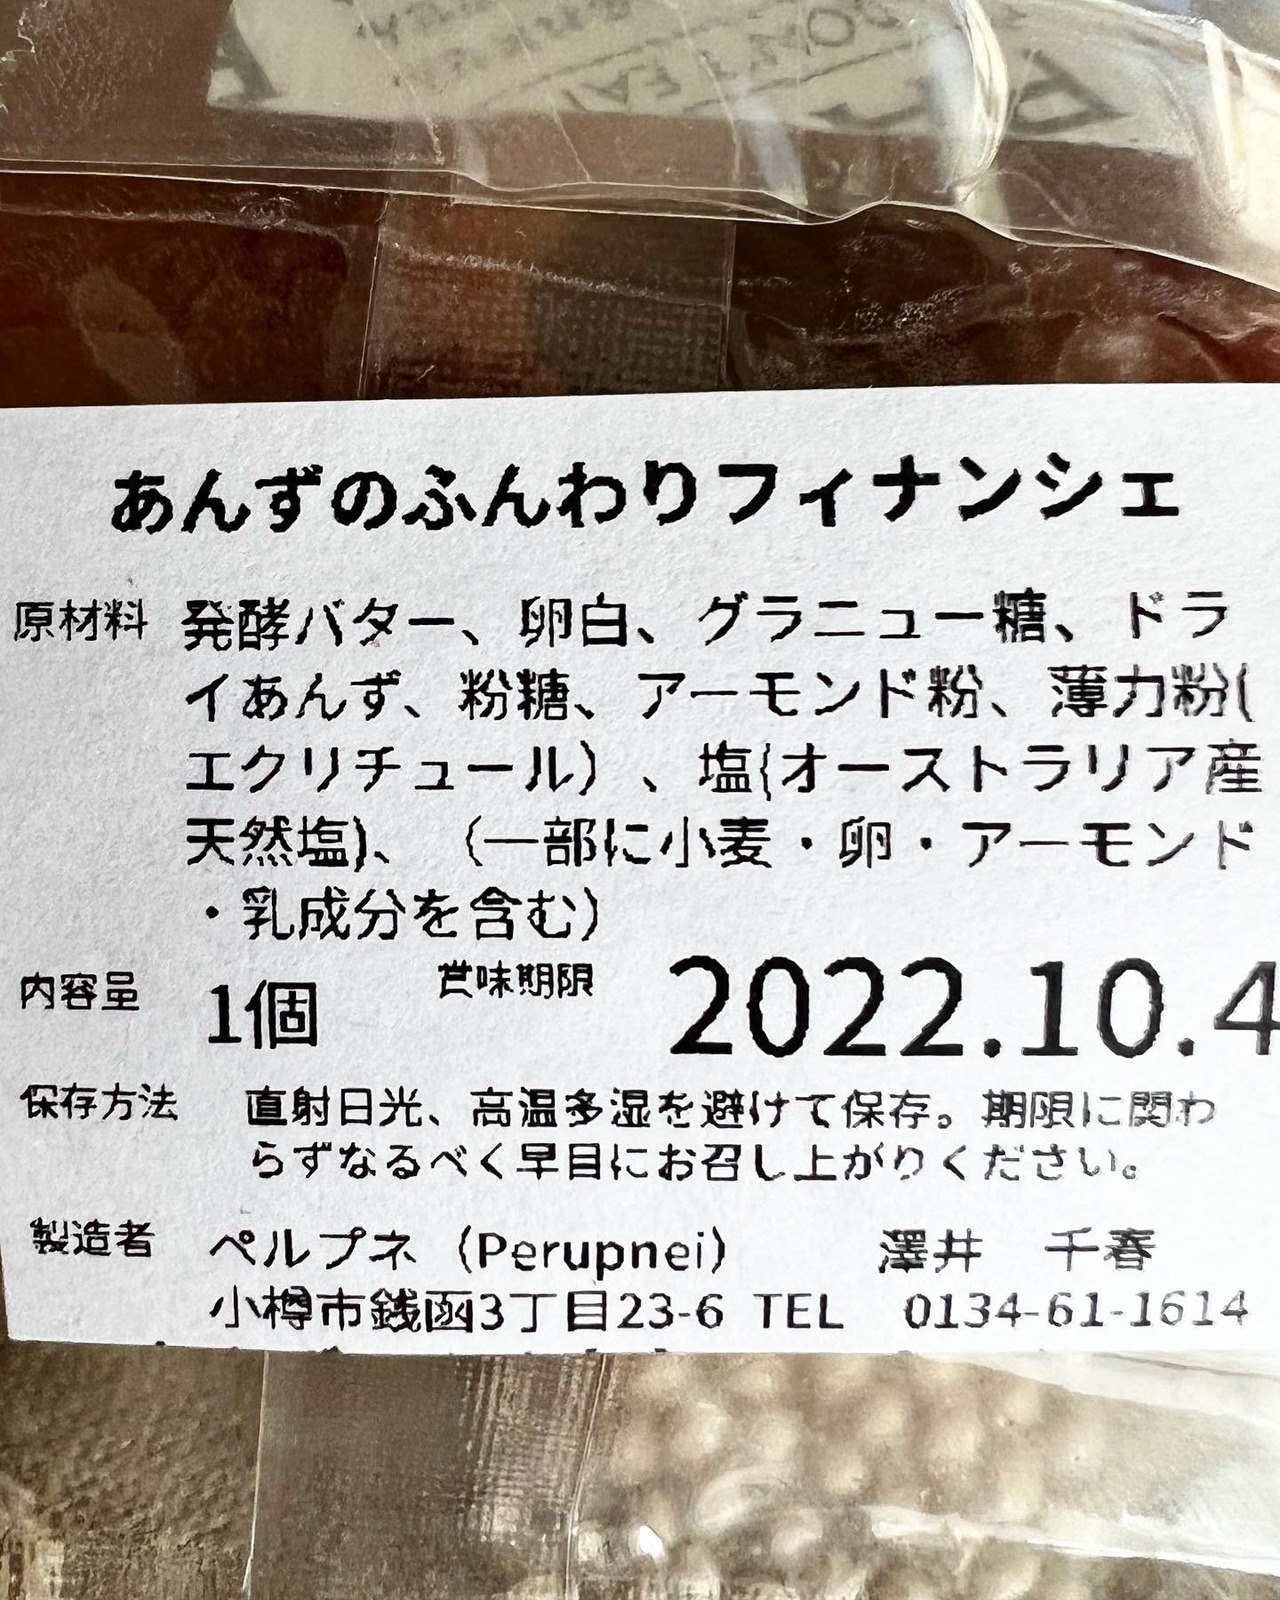 あんずのふんわりフィナンシェ
原材料 発酵バター、卵白、グラニュー糖、ドラ
イあんず、粉糖、アーモンド粉、薄力粉(
エクリチュール）、塩(オーストラリア産
天然塩)、（一部に小麦・卵・アーモンド
・乳成分を含む）
内容量 1個 賞味期限 2022.10.4
保存方法 直射日光、高温多湿を避けて保存。期限に関わ
らずなるべく早目にお召し上がりください。
製造者 ペルプネ（Perupnei） 澤井 千春
小樽市銭函3丁目23-6 TEL 0134-61-1614